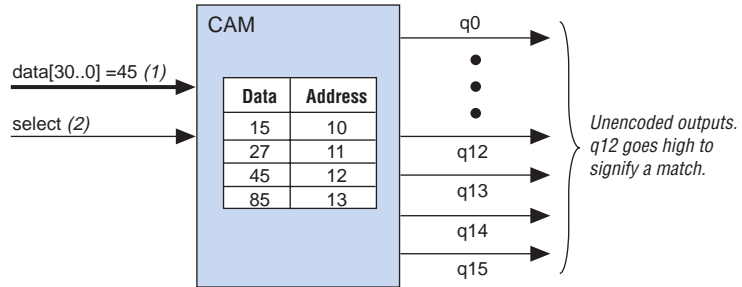 CAM
data[30..0] =45 (1)
select (2)
Data Address
15 10
27 11
45 12
85 13
q0
q12
q13
q14
q15
Unencoded outputs.
q12 goes high to
signify a match.